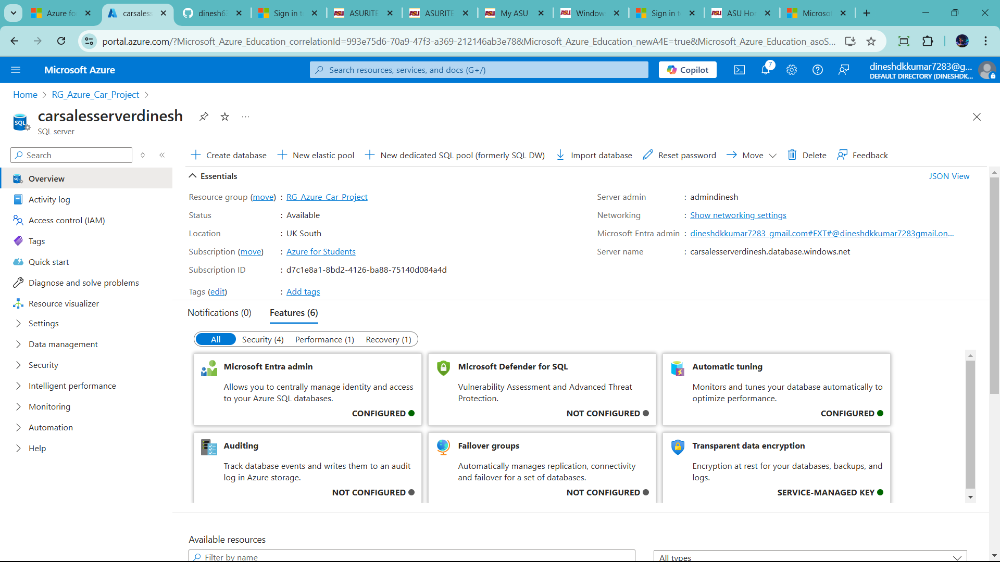 Azure fo
carsaless
dinesh63
Sign in t
ASURITE
ASURITE
My ASU
Window
Sign in t
ASU Hom
Microsof
portal.azure.com/?Microsoft_Azure_Education_correlationId=993e75d6-70a9-47f3-a369-212146ab3e78&Microsoft_Azure_Education_newA4E=true&Microsoft_Azure_Education_asoS...
Microsoft Azure
Search resources, services, and docs (G+/)
Copilot
7
dineshdkkumar7283@g...
DEFAULT DIRECTORY (DINESHDK...
Home > RG_Azure_Car_Project >
SQL
carsalesserverdinesh
...
SQL server
Search
Create database
New elastic pool
New dedicated SQL pool (formerly SQL DW)
Import database
Reset password
Move
Delete
Feedback
Overview
Activity log
Access control (IAM)
Tags
Quick start
Diagnose and solve problems
Resource visualizer
Settings
Data management
Security
Intelligent performance
Monitoring
Automation
Help
Essentials
JSON View
Resource group (move) : RG_Azure_Car_Project
Status : Available
Location : UK South
Subscription (move) : Azure for Students
Subscription ID : d7c1e8a1-8bd2-4126-ba88-75140d084a4d
Tags (edit) : Add tags
Server admin : admindinesh
Networking : Show networking settings
Microsoft Entra admin : dineshdkkumar7283_gmail.com#EXT#@dineshdkkumar7283gmail.on...
Server name : carsalesserverdinesh.database.windows.net
Notifications (0)
Features (6)
All
Security (4)
Performance (1)
Recovery (1)
Microsoft Entra admin
Allows you to centrally manage identity and access
to your Azure SQL databases.
CONFIGURED
Microsoft Defender for SQL
Vulnerability Assessment and Advanced Threat
Protection.
NOT CONFIGURED
Automatic tuning
Monitors and tunes your database automatically to
optimize performance.
CONFIGURED
Auditing
Track database events and writes them to an audit
log in Azure storage.
NOT CONFIGURED
Failover groups
Automatically manages replication, connectivity
and failover for a set of databases.
NOT CONFIGURED
Transparent data encryption
Encryption at rest for your databases, backups, and
logs.
SERVICE-MANAGED KEY
Available resources
Filter by name
All types